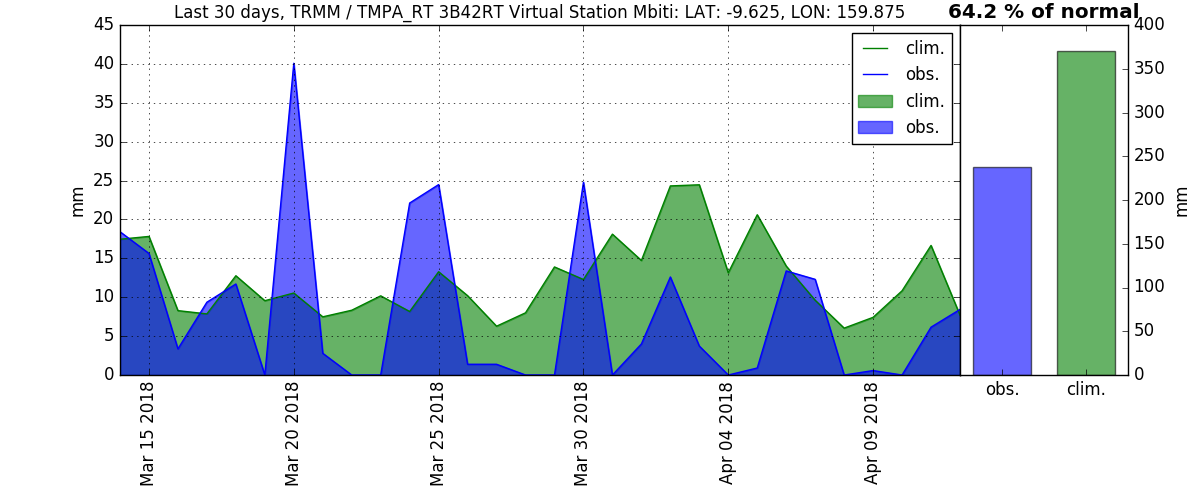 Last 30 days, TRMM / TMPA_RT 3B42RT Virtual Station Mbiti: LAT: -9.625, LON: 159.875
64.2 % of normal
45
40
35
30
25
20
15
10
5
0
mm
clim.
obs.
clim.
obs.
Mar 15 2018
Mar 20 2018
Mar 25 2018
Mar 30 2018
Apr 04 2018
Apr 09 2018
400
350
300
250
200
150
100
50
0
mm
obs.
clim.